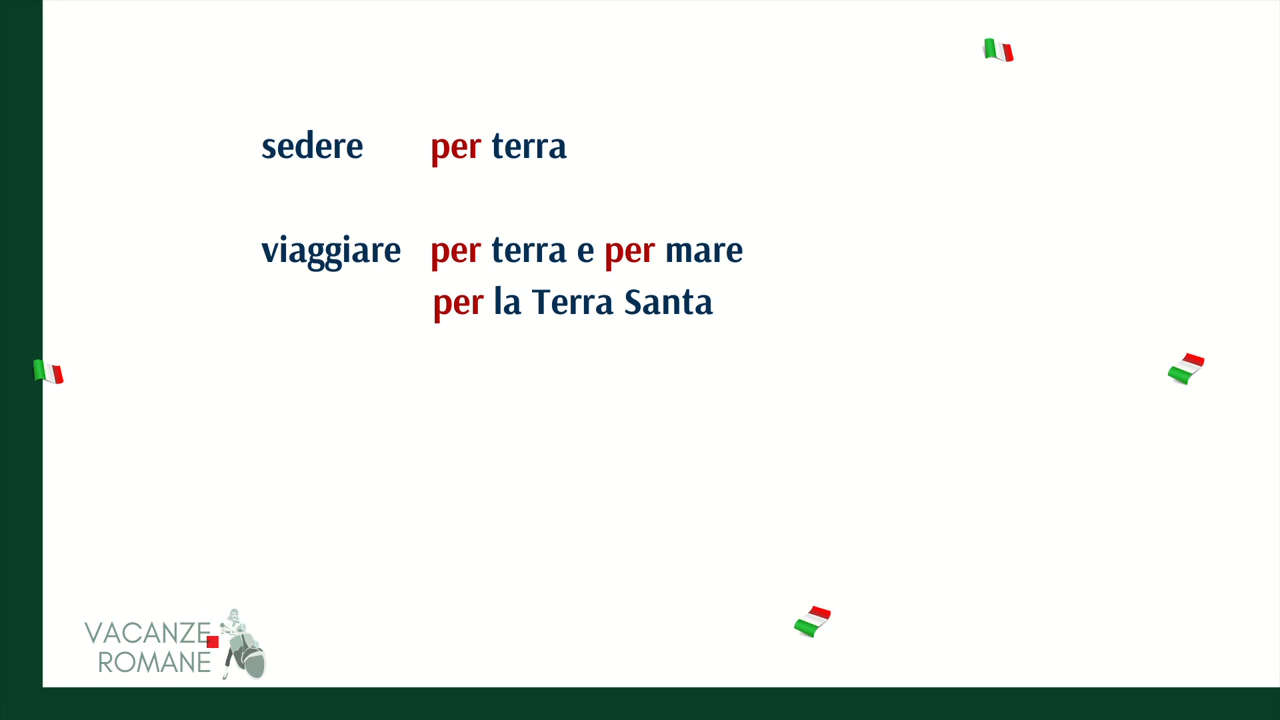 sedere per terra
viaggiare per terra e per mare
per la Terra Santa
VACANZE
ROMANE